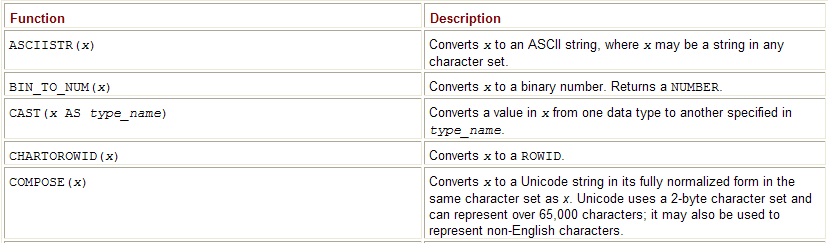 Function Description
ASCIISTR(x) Converts x to an ASCII string, where x may be a string in any
character set.
BIN_TO_NUM(x) Converts x to a binary number. Returns a NUMBER.
CAST(x AS type_name) Converts a value in x from one data type to another specified in
type_name.
CHARTOROWID(x) Converts x to a ROWID.
COMPOSE(x) Converts x to a Unicode string in its fully normalized form in the
same character set as x. Unicode uses a 2-byte character set and
can represent over 65,000 characters; it may also be used to
represent non-English characters.